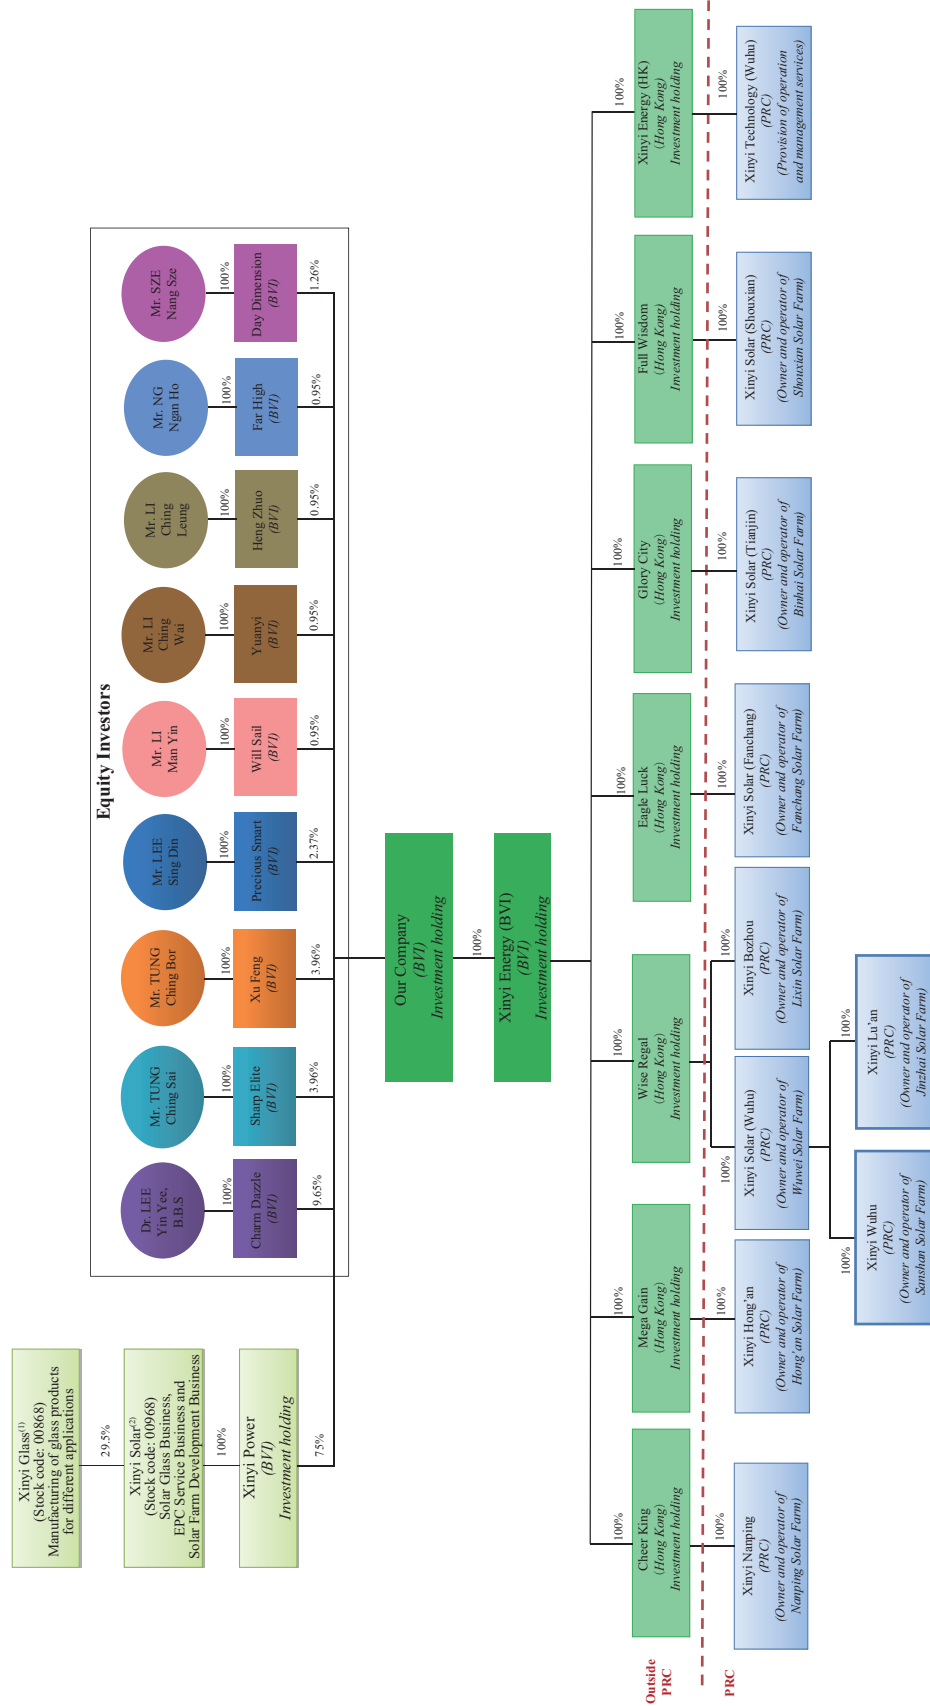 Xinyi Glass(1)
(Stock code: 00868)
Manufacturing of glass products
for different applications
29.5%
Xinyi Solar(2)
(Stock code: 00968)
Solar Glass Business,
EPC Service Business and
Solar Farm Development Business
100%
Xinyi Power
(BVI)
Investment holding
75%
Equity Investors
Dr. LEE
Yin Yee,
B.B.S
100%
Charm Dazzle
(BVI)
9.65%
Mr. TUNG
Ching Sai
100%
Sharp Elite
(BVI)
3.96%
Mr. TUNG
Ching Bor
100%
Xu Feng
(BVI)
3.96%
Mr. LEE
Sing Din
100%
Precious Smart
(BVI)
2.37%
Mr. LI
Man Yin
100%
Will Sail
(BVI)
0.95%
Mr. LI
Ching
Wai
100%
Yuanyi
(BVI)
0.95%
Mr. LI
Ching
Leung
100%
Heng Zhuo
(BVI)
0.95%
Mr. NG
Ngan Ho
100%
Far High
(BVI)
0.95%
Mr. SZE
Nang Sze
100%
Day Dimension
(BVI)
1.26%
Our Company
(BVI)
Investment holding
100%
Xinyi Energy (BVI)
(BVI)
Investment holding
100%
Cheer King
(Hong Kong)
Investment holding
100%
Mega Gain
(Hong Kong)
Investment holding
100%
Wise Regal
(Hong Kong)
Investment holding
100%
Eagle Luck
(Hong Kong)
Investment holding
100%
Glory City
(Hong Kong)
Investment holding
100%
Full Wisdom
(Hong Kong)
Investment holding
100%
Xinyi Energy (HK)
(Hong Kong)
Investment holding
Outside
PRC
PRC
100%
Xinyi Nanping
(PRC)
(Owner and operator of
Nanping Solar Farm)
100%
Xinyi Hong'an
(PRC)
(Owner and operator of
Hong'an Solar Farm)
100%
Xinyi Solar (Wuhu)
(PRC)
(Owner and operator of
Wuwei Solar Farm)
100%
Xinyi Bozhou
(PRC)
(Owner and operator of
Lixin Solar Farm)
100%
Xinyi Solar (Fanchang)
(PRC)
(Owner and operator of
Fanchang Solar Farm)
100%
Xinyi Solar (Tianjin)
(PRC)
(Owner and operator of
Binhai Solar Farm)
100%
Xinyi Solar (Shouxian)
(PRC)
(Owner and operator of
Shouxian Solar Farm)
100%
Xinyi Technology (Wuhu)
(PRC)
(Provision of operation
and management services)
100%
Xinyi Wuhu
(PRC)
(Owner and operator of
Sanshan Solar Farm)
100%
Xinyi Lu'an
(PRC)
(Owner and operator of
Jinzhai Solar Farm)